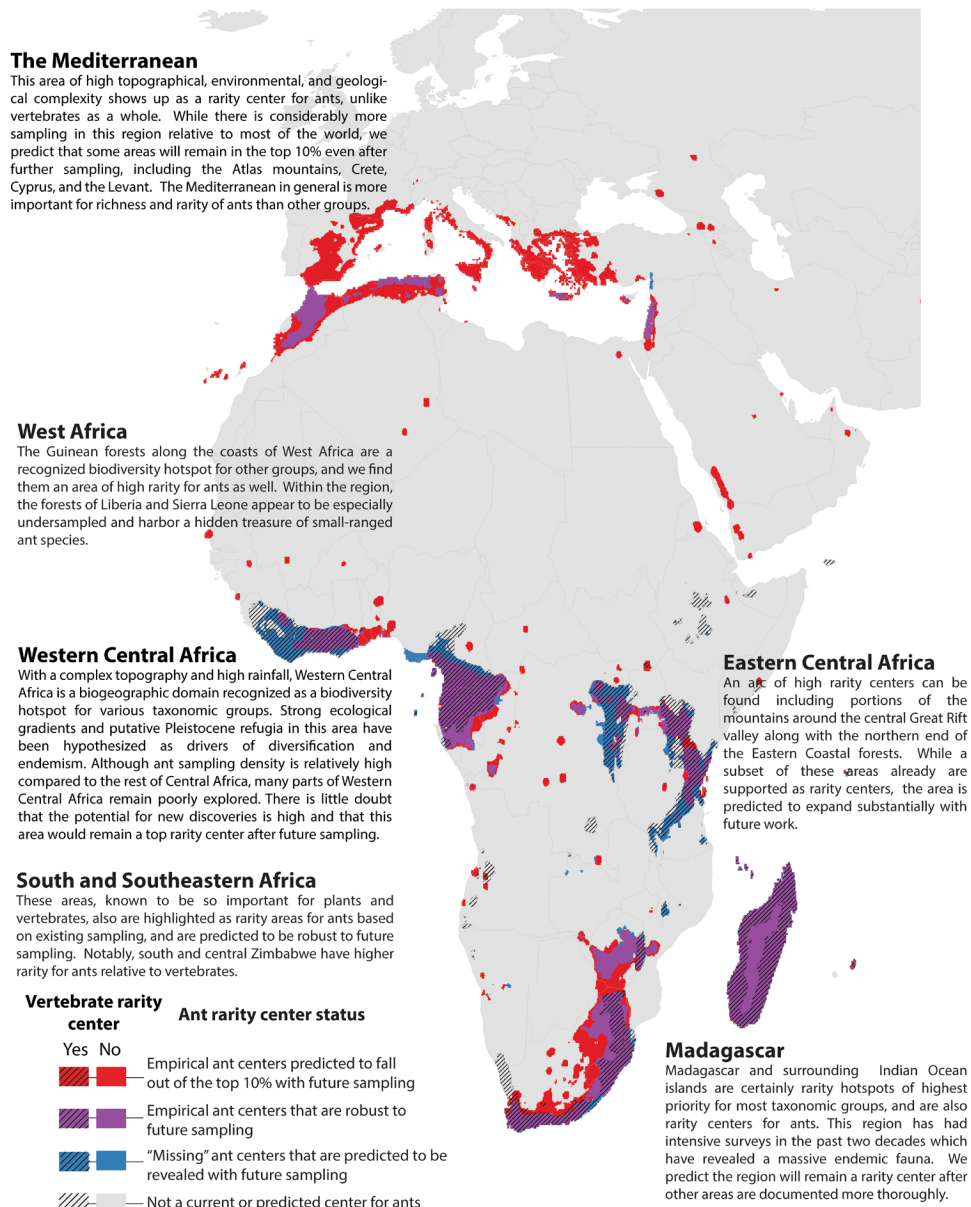 The Mediterranean
This area of high topographical, environmental, and geologi-
cal complexity shows up as a rarity center for ants, unlike
vertebrates as a whole. While there is considerably more
sampling in this region relative to most of the world, we
predict that some areas will remain in the top 10% even after
further sampling, including the Atlas mountains, Crete,
Cyprus, and the Levant. The Mediterranean in general is more
important for richness and rarity of ants than other groups.
West Africa
The Guinean forests along the coasts of West Africa are a
recognized biodiversity hotspot for other groups, and we find
them an area of high rarity for ants as well. Within the region,
the forests of Liberia and Sierra Leone appear to be especially
undersampled and harbor a hidden treasure of small-ranged
ant species.
Western Central Africa
With a complex topography and high rainfall, Western Central
Africa is a biogeographic domain recognized as a biodiversity
hotspot for various taxonomic groups. Strong ecological
gradients and putative Pleistocene refugia in this area have
been hypothesized as drivers of diversification and
endemism. Although ant sampling density is relatively high
compared to the rest of Central Africa, many parts of Western
Central Africa remain poorly explored. There is little doubt
that the potential for new discoveries is high and that this
area would remain a top rarity center after future sampling.
Eastern Central Africa
An arc of high rarity centers can be
found including portions of the
mountains around the central Great Rift
valley along with the northern end of
the Eastern Coastal forests. While a
subset of these areas already are
supported as rarity centers, the area is
predicted to expand substantially with
future work.
South and Southeastern Africa
These areas, known to be so important for plants and
vertebrates, also are highlighted as rarity areas for ants based
on existing sampling, and are predicted to be robust to future
sampling. Notably, south and central Zimbabwe have higher
rarity for ants relative to vertebrates.
Vertebrate rarity
center
Ant rarity center status
Yes No
Empirical ant centers predicted to fall
out of the top 10% with future sampling
Empirical ant centers that are robust to
future sampling
"Missing" ant centers that are predicted to be
revealed with future sampling
Not a current or predicted center for ants
Madagascar
Madagascar and surrounding Indian Ocean
islands are certainly rarity hotspots of highest
priority for most taxonomic groups, and are also
rarity centers for ants. This region has had
intensive surveys in the past two decades which
have revealed a massive endemic fauna. We
predict the region will remain a rarity center after
other areas are documented more thoroughly.